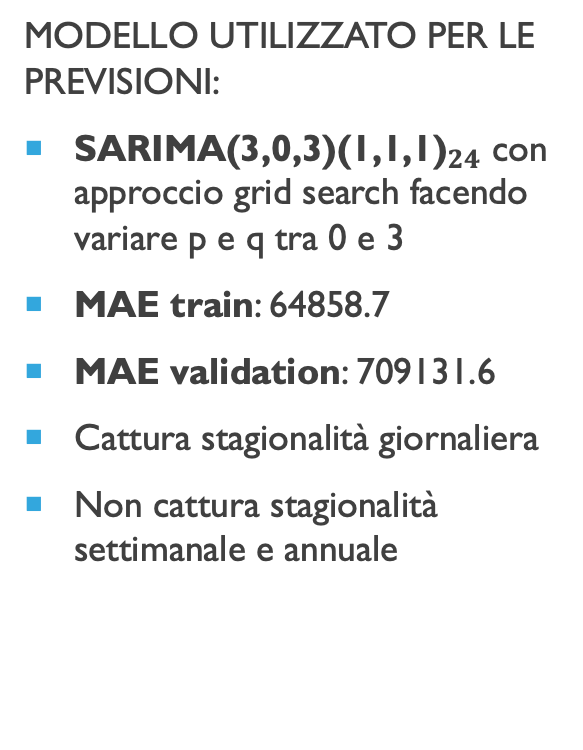 MODELLO UTILIZZATO PER LE
PREVISIONI:
▪ SARIMA(3,0,3)(1,1,1)₂₄ con
approccio grid search facendo
variare p e q tra 0 e 3
▪ MAE train: 64858.7
▪ MAE validation: 709131.6
▪ Cattura stagionalità giornaliera
▪ Non cattura stagionalità
settimanale e annuale